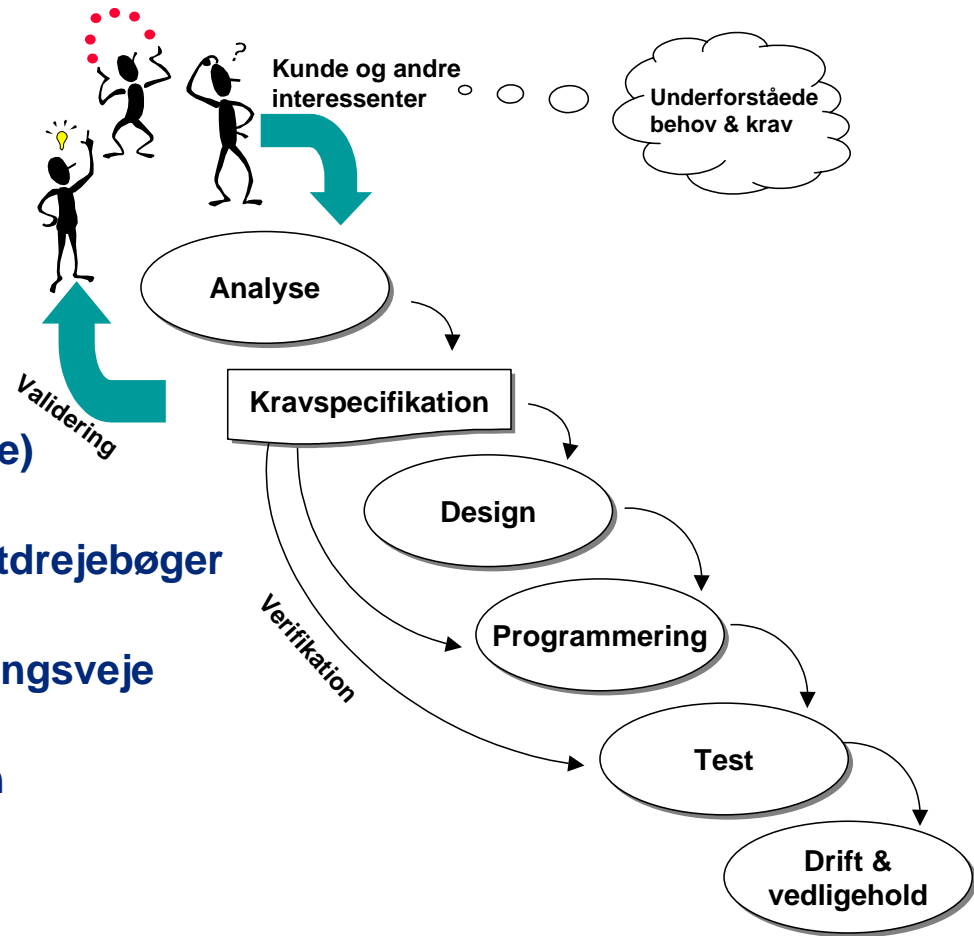 ?
Kunde og andre
interessenter
Underforståede
behov & krav
Analyse
Validering
Kravspecifikation
e)
Design
tdrejebøger
Verifikation
Programmering
ngsveje
Test
Drift &
vedligehold